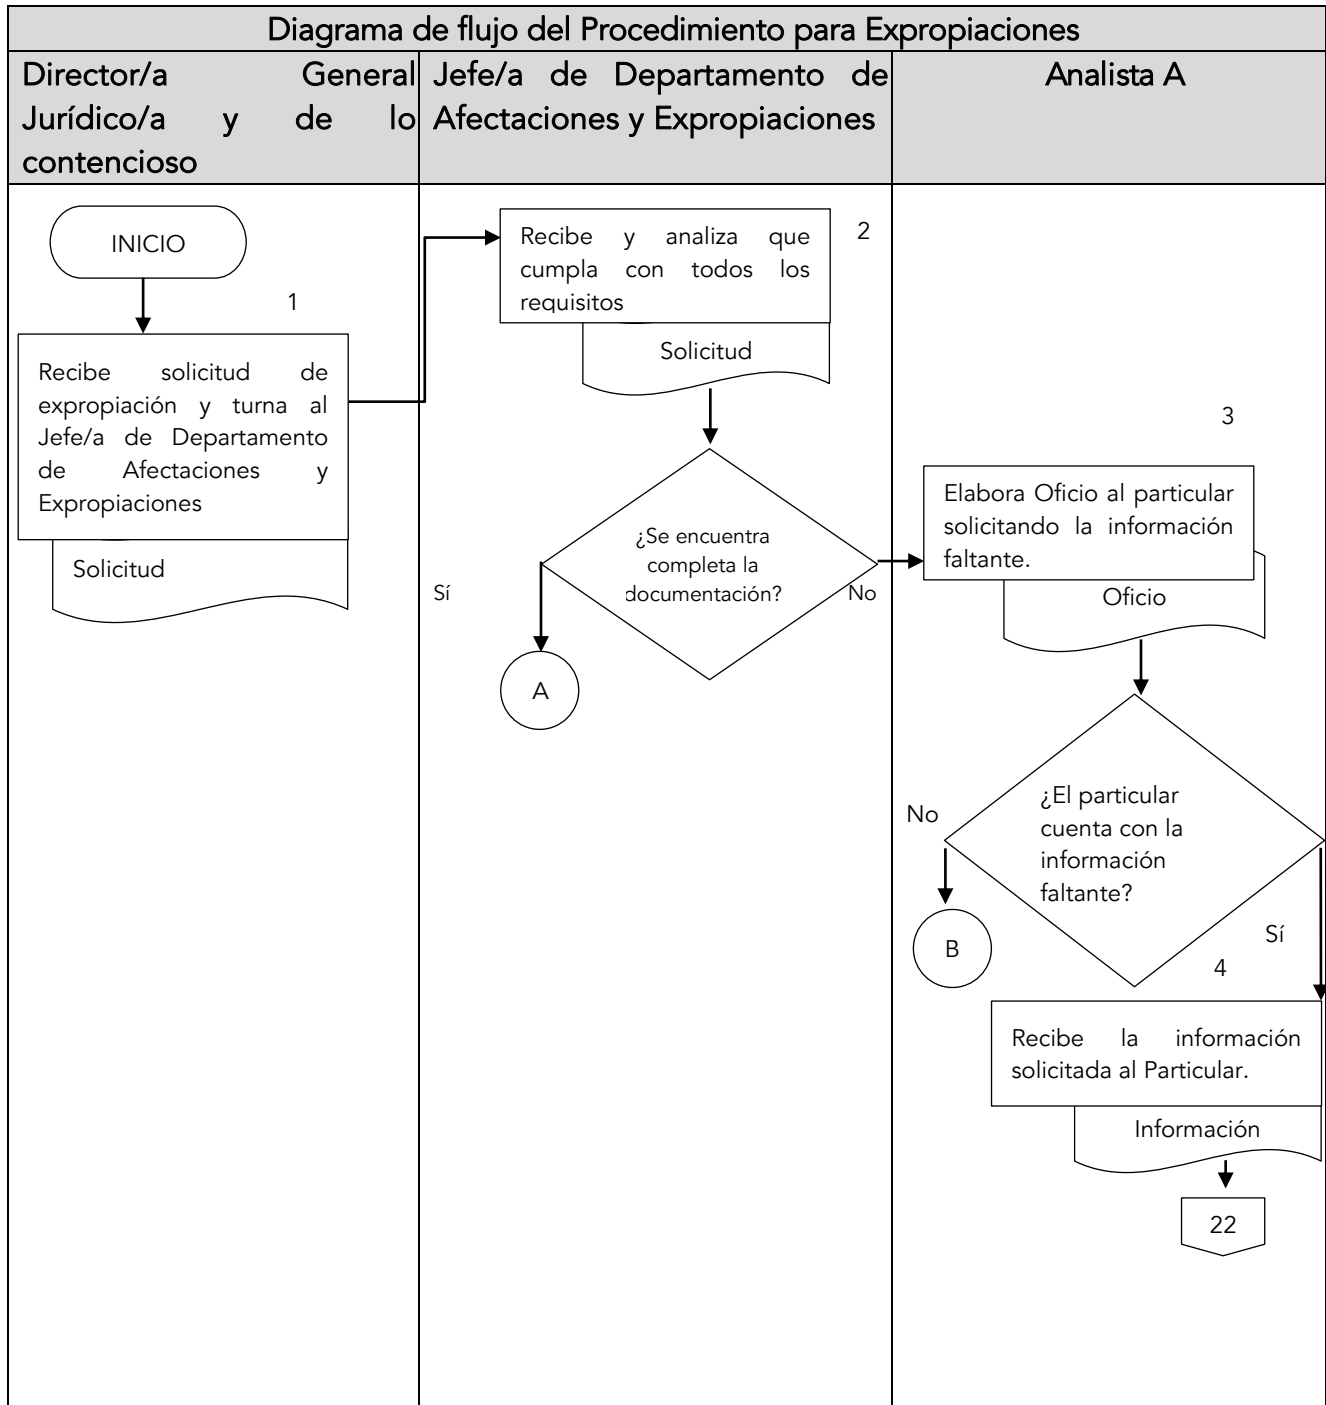 Diagrama de flujo del Procedimiento para Expropiaciones
Director/a General
Jurídico/a y de lo
contencioso
Jefe/a de Departamento de
Afectaciones y Expropiaciones
Analista A
INICIO
1
Recibe solicitud de
expropiación y turna al
Jefe/a de Departamento
de Afectaciones y
Expropiaciones
Solicitud
2
Recibe y analiza que
cumpla con todos los
requisitos
Solicitud
¿Se encuentra
completa la
documentación?
Sí
No
A
3
Elabora Oficio al particular
solicitando la información
faltante.
Oficio
¿El particular
cuenta con la
información
faltante?
No
B
Sí
4
Recibe la información
solicitada al Particular.
Información
22